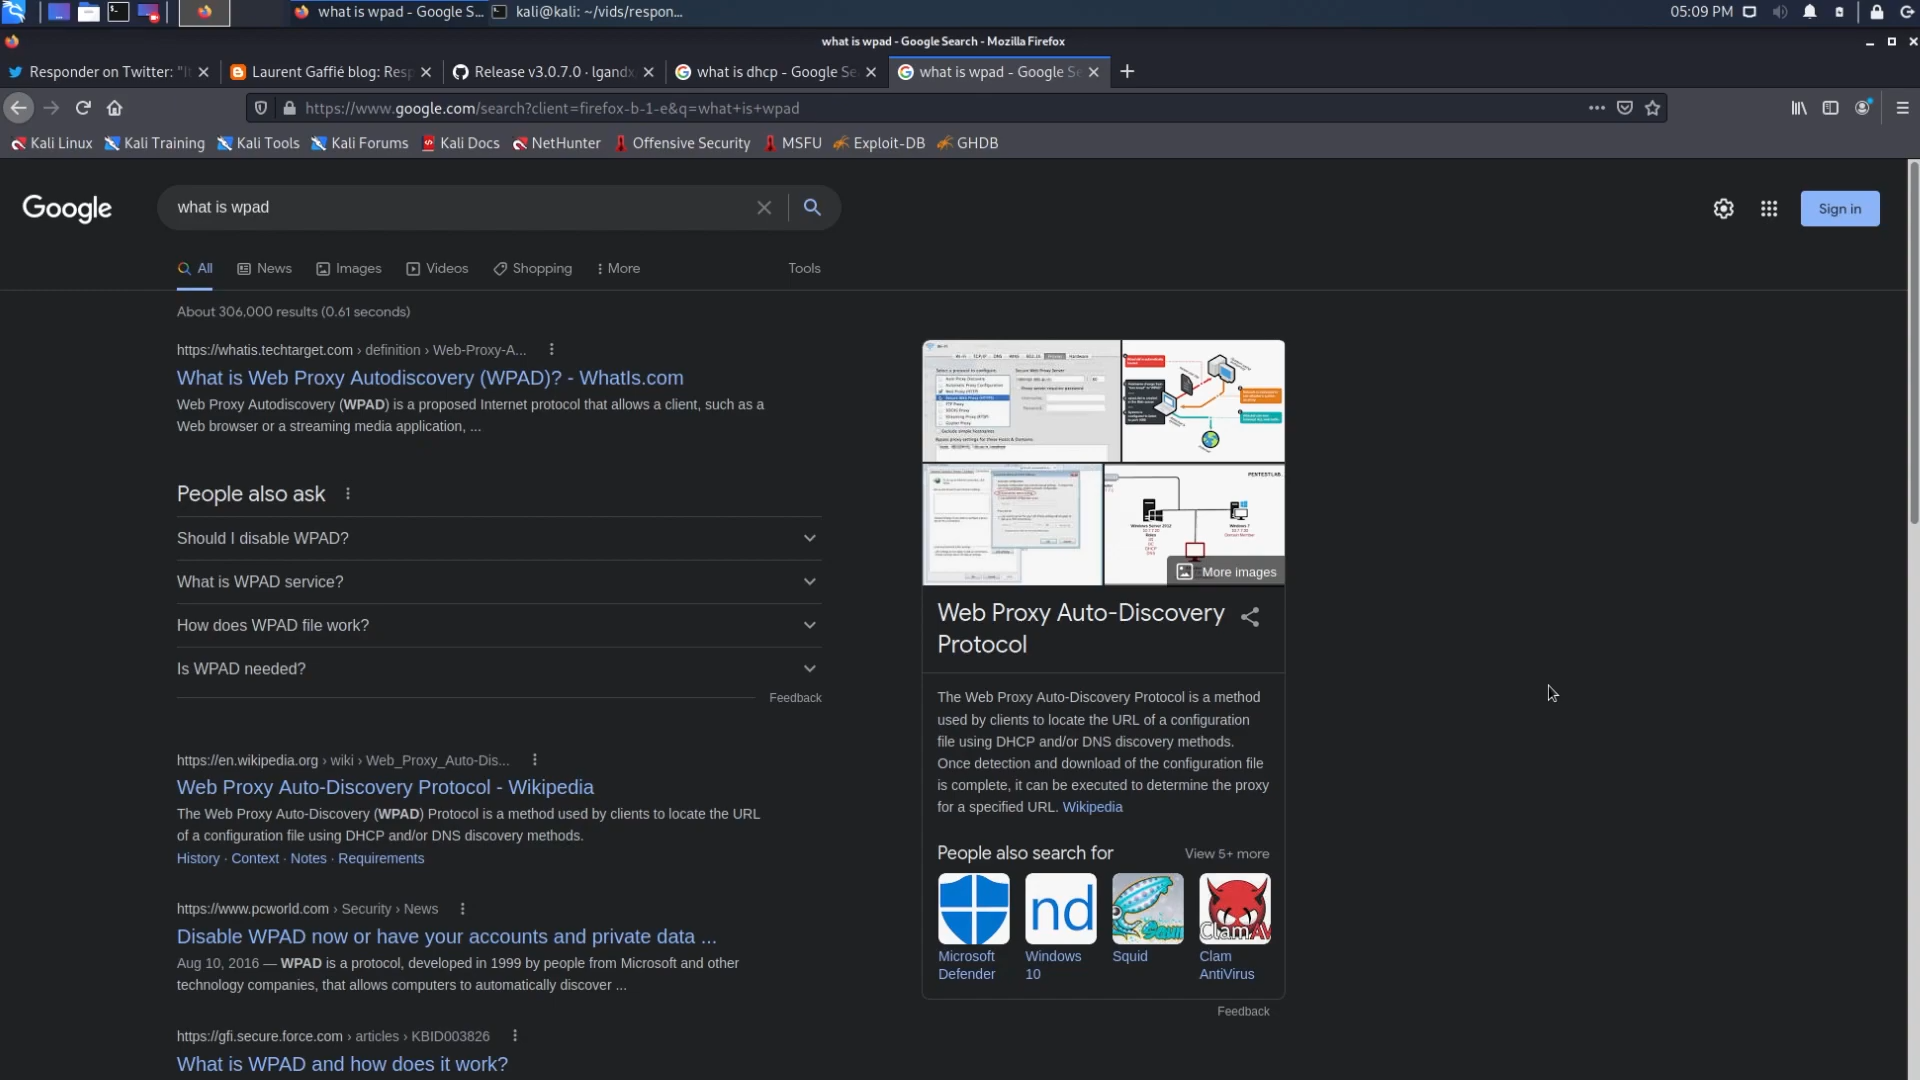 what is wpad - Google S...
kali@kali: ~/vids/respon...
05:09 PM
what is wpad - Google Search - Mozilla Firefox
Responder on Twitter: "It
Laurent Gaffié blog: Resp
Release v3.0.7.0 · lgandx
what is dhcp - Google Se
what is wpad - Google Se
https://www.google.com/search?client=firefox-b-1-e&q=what+is+wpad
Kali Linux
Kali Training
Kali Tools
Kali Forums
Kali Docs
NetHunter
Offensive Security
MSFU
Exploit-DB
GHDB
Google
what is wpad
Sign in
All
News
Images
Videos
Shopping
More
Tools
About 306,000 results (0.61 seconds)
https://whatis.techtarget.com › definition › Web-Proxy-A...
What is Web Proxy Autodiscovery (WPAD)? - WhatIs.com
Web Proxy Autodiscovery (WPAD) is a proposed Internet protocol that allows a client, such as a
Web browser or a streaming media application, ...
People also ask
Should I disable WPAD?
What is WPAD service?
How does WPAD file work?
Is WPAD needed?
Feedback
https://en.wikipedia.org › wiki › Web_Proxy_Auto-Dis...
Web Proxy Auto-Discovery Protocol - Wikipedia
The Web Proxy Auto-Discovery (WPAD) Protocol is a method used by clients to locate the URL
of a configuration file using DHCP and/or DNS discovery methods.
History · Context · Notes · Requirements
https://www.pcworld.com › Security › News
Disable WPAD now or have your accounts and private data ...
Aug 10, 2016 — WPAD is a protocol, developed in 1999 by people from Microsoft and other
technology companies, that allows computers to automatically discover ...
https://gfi.secure.force.com › articles › KBID003826
What is WPAD and how does it work?
PENTESTLAB.
Windows Server 2012
Windows 7
More images
Web Proxy Auto-Discovery
Protocol
The Web Proxy Auto-Discovery Protocol is a method
used by clients to locate the URL of a configuration
file using DHCP and/or DNS discovery methods.
Once detection and download of the configuration file
is complete, it can be executed to determine the proxy
for a specified URL. Wikipedia
People also search for
View 5+ more
nd
Squi
ClamAV
Microsoft
Defender
Windows
10
Squid
Clam
AntiVirus
Feedback